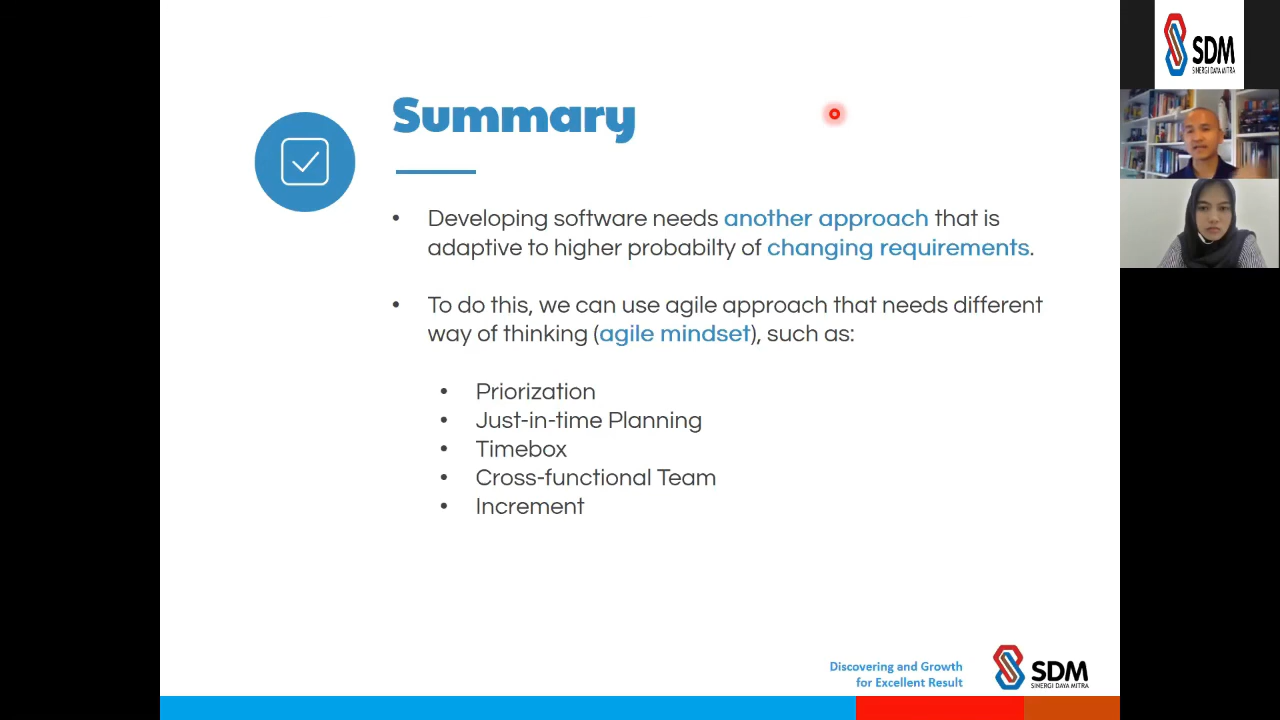 Summary
• Developing software needs another approach that is
adaptive to higher probabilty of changing requirements.
• To do this, we can use agile approach that needs different
way of thinking (agile mindset), such as:
• Priorization
• Just-in-time Planning
• Timebox
• Cross-functional Team
• Increment
Discovering and Growth
for Excellent Result
SDM
SINERGI DAYA MITRA
SDM
SINERGI DAYA MITRA